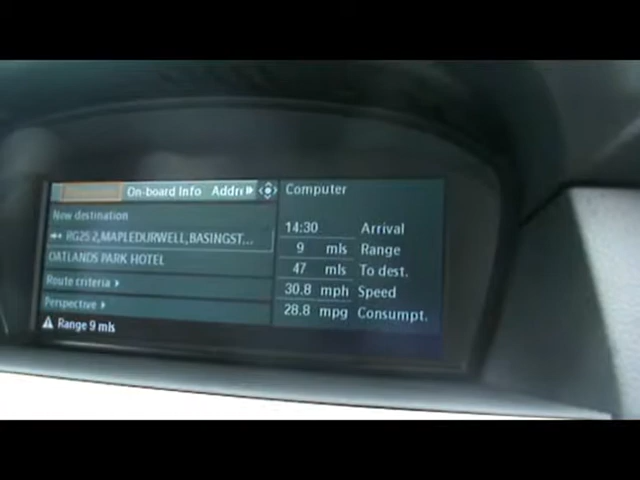 On-board Info Addre
New destination
RG25 2,MAPLEDURWELL,BASINGST...
OATLANDS PARK HOTEL
Route criteria
Perspective
Range 9 mls
Computer
14:30 Arrival
9 mls Range
47 mls To dest.
30.8 mph Speed
28.8 mpg Consumpt.